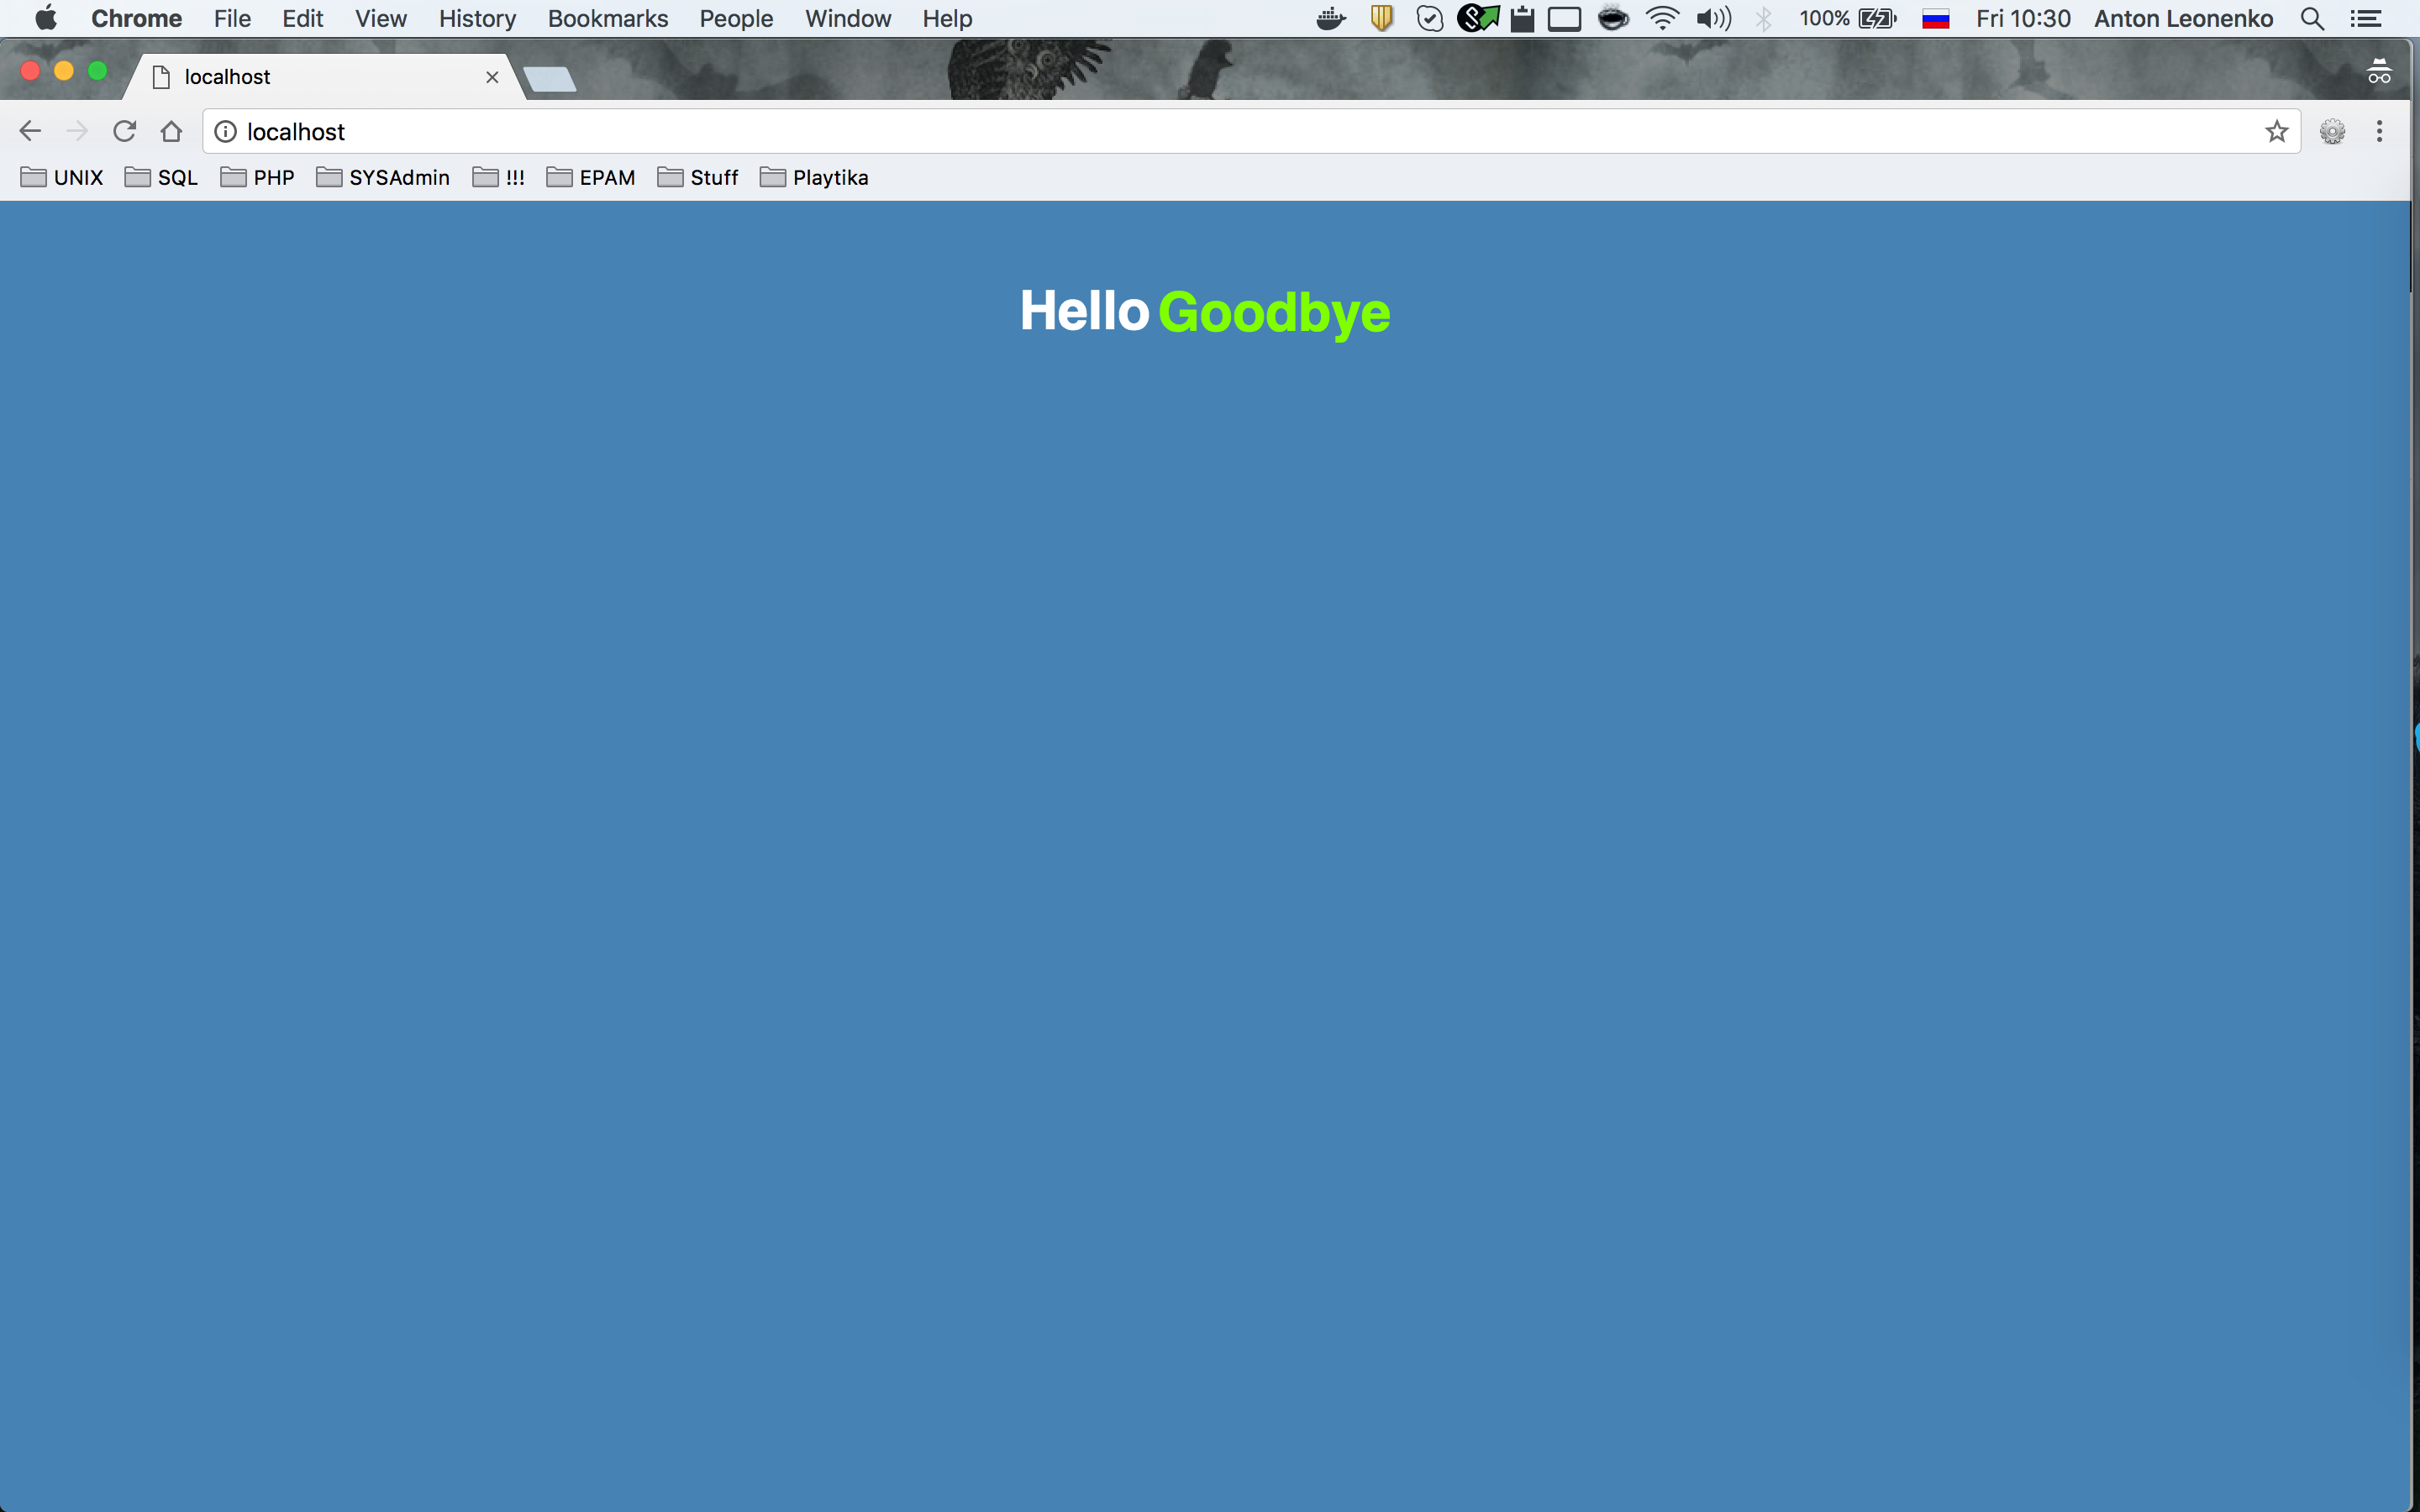 Chrome File Edit View History Bookmarks People Window Help 100% Fri 10:30 Anton Leonenko
localhost
localhost
UNIX SQL PHP SYSAdmin !!! EPAM Stuff Playtika
Hello Goodbye